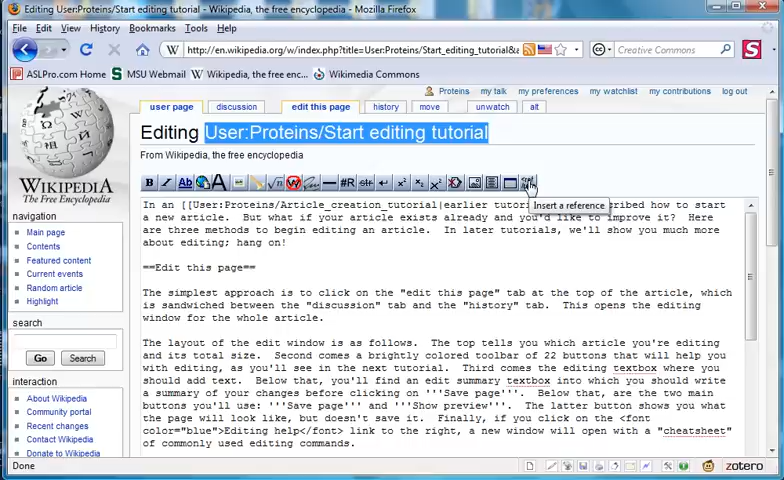 Editing User:Proteins/Start editing tutorial - Wikipedia, the free encyclopedia - Mozilla Firefox
File Edit View History Bookmarks Tools Help
W http://en.wikipedia.org/w/index.php?title=User:Proteins/Start_editing_tutorial&a cc Creative Commons S
ASLPro.com Home S MSU Webmail W Wikipedia, the free enc... Wikimedia Commons
Proteins my talk my preferences my watchlist my contributions log out
user page discussion edit this page history move unwatch alt
Editing User:Proteins/Start editing tutorial
From Wikipedia, the free encyclopedia
WIKIPEDIA
The Free Encyclopedia
B I Ab A √n W #R str x² x₂ x²
Insert a reference
navigation
Main page
Contents
Featured content
Current events
Random article
Highlight
search
Go Search
interaction
About Wikipedia
Community portal
Recent changes
Contact Wikipedia
Donate to Wikipedia
In an [[User:Proteins/Article_creation_tutorial|earlier tutor cribed how to start
a new article. But what if your article exists already and you'd like to improve it? Here
are three methods to begin editing an article. In later tutorials, we'll show you much more
about editing; hang on!
==Edit this page==
The simplest approach is to click on the "edit this page" tab at the top of the article, which
is sandwiched between the "discussion" tab and the "history" tab. This opens the editing
window for the whole article.
The layout of the edit window is as follows. The top tells you which article you're editing
and its total size. Second comes a brightly colored toolbar of 22 buttons that will help you
with editing, as you'll see in the next tutorial. Third comes the editing textbox where you
should add text. Below that, you'll find an edit summary textbox into which you should write
a summary of your changes before clicking on '''Save page'''. Below that, are the two main
buttons you'll use: '''Save page''' and '''Show preview'''. The latter button shows you what
the page will look like, but doesn't save it. Finally, if you click on the <font
color="blue">Editing help</font> link to the right, a new window will open with a "cheatsheet"
of commonly used editing commands.
Done zotero